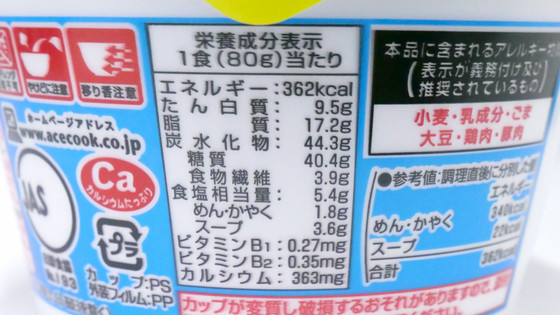 栄養成分表示
1食(80g)当たり
エネルギー:362kcal
たん白質:9.5g
脂質:17.2g
炭水化物:44.3g
糖質:40.4g
食物繊維:3.9g
食塩相当量:5.4g
めん・かやく:1.8g
スープ:3.6g
ビタミンB1:0.27mg
ビタミンB2:0.35mg
カルシウム:363mg
やけどに注意
移り香注意
ホームページアドレス
www.acecook.co.jp
JAS
Ca
カルシウムたっぷり
プラ
カップ:PS
外装フィルム:PP
本品に含まれるアレルギー
(表示が義務付け及び
推奨されているもの)
小麦・乳成分・ごま
大豆・鶏肉・豚肉
●参考値:調理直後に分別した値
エネルギー
めん・かやく 340kcal
スープ 22kcal
合計 362kcal
カップが変質し破損するおそれがありますので、